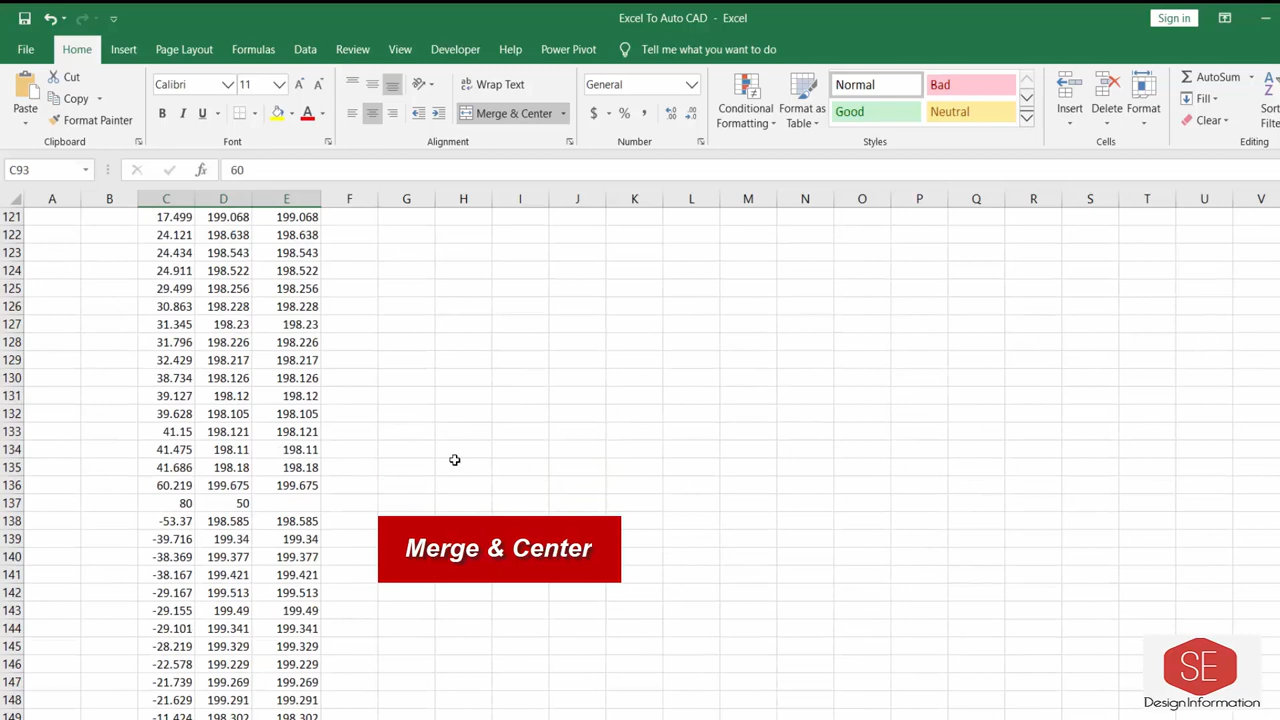 Excel To Auto CAD - Excel
Sign in
File Home Insert Page Layout Formulas Data Review View Developer Help Power Pivot Tell me what you want to do
Paste
Cut
Copy
Format Painter
Clipboard
Calibri 11 A A
B I U A
Font
Wrap Text
Merge & Center
Alignment
General
$ % ,
Number
Conditional Formatting
Format as Table
Normal Bad
Good Neutral
Styles
Insert Delete Format
Cells
AutoSum
Fill
Clear
Sort
Filter
Editing
C93 fx 60
A B C D E F G H I J K L M N O P Q R S T U V
121 17.499 199.068 199.068
122 24.121 198.638 198.638
123 24.434 198.543 198.543
124 24.911 198.522 198.522
125 29.499 198.256 198.256
126 30.863 198.228 198.228
127 31.345 198.23 198.23
128 31.796 198.226 198.226
129 32.429 198.217 198.217
130 38.734 198.126 198.126
131 39.127 198.12 198.12
132 39.628 198.105 198.105
133 41.15 198.121 198.121
134 41.475 198.11 198.11
135 41.686 198.18 198.18
136 60.219 199.675 199.675
137 80 50
138 -53.37 198.585 198.585
139 -39.716 199.34 199.34
140 -38.369 199.377 199.377
141 -38.167 199.421 199.421
142 -29.167 199.513 199.513
143 -29.155 199.49 199.49
144 -29.101 199.341 199.341
145 -28.219 199.329 199.329
146 -22.578 199.229 199.229
147 -21.739 199.269 199.269
148 -21.629 199.291 199.291
149 -11.424 198.302 198.302
Merge & Center
SE
Design Information